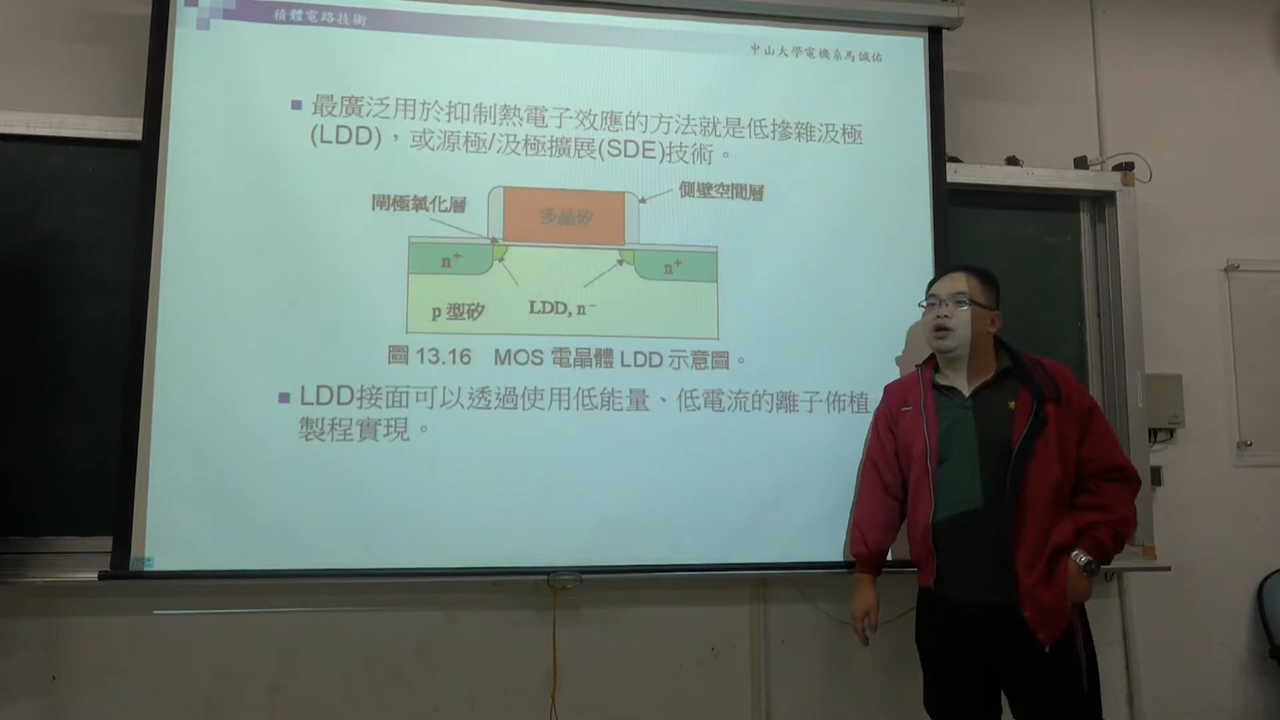 積體電路技術
中山大學電機系馬誠佑
■ 最廣泛用於抑制熱電子效應的方法就是低摻雜汲極
(LDD)，或源極/汲極擴展(SDE)技術。
閘極氧化層
多晶矽
側壁空間層
n⁺
n⁺
p 型矽
LDD, n⁻
圖 13.16 MOS 電晶體 LDD 示意圖。
■ LDD接面可以透過使用低能量、低電流的離子佈植
製程實現。